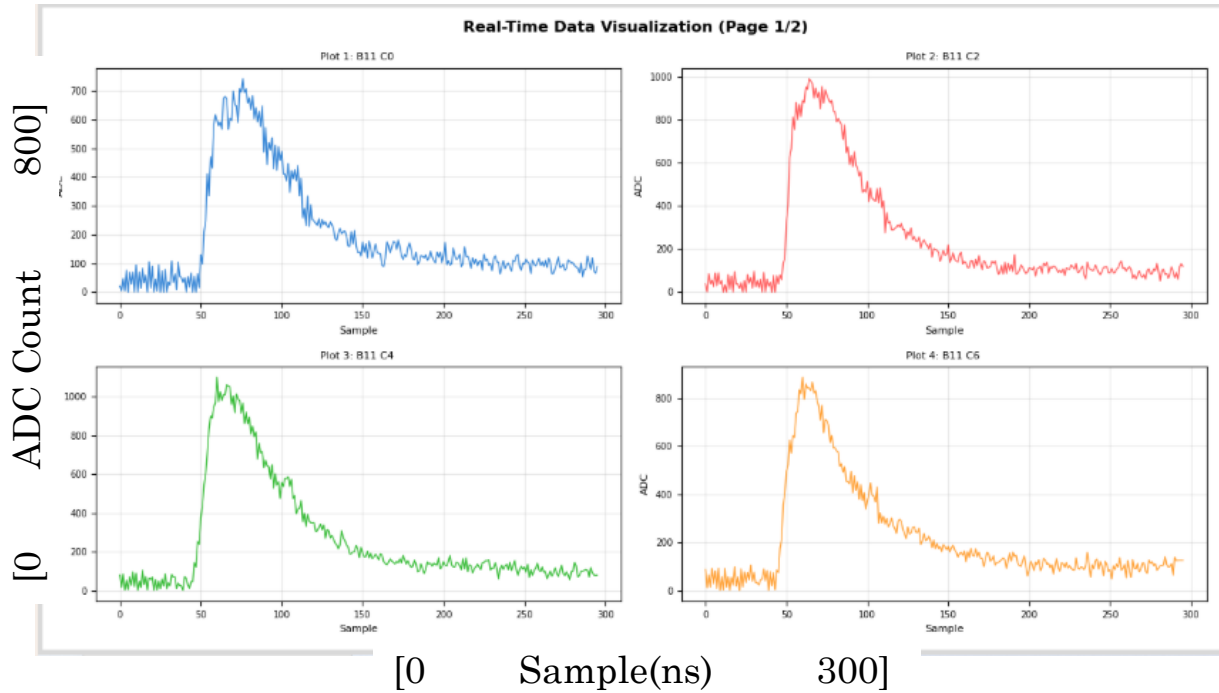 Real-Time Data Visualization (Page 1/2)
[0 ADC Count 800]
Plot 1: B11 C0
700
600
500
400
300
200
100
0
0 50 100 150 200 250 300
Sample
Plot 2: B11 C2
ADC
1000
800
600
400
200
0
0 50 100 150 200 250 300
Sample
Plot 3: B11 C4
1000
800
600
400
200
0
0 50 100 150 200 250 300
Sample
Plot 4: B11 C6
ADC
800
600
400
200
0
0 50 100 150 200 250 300
Sample
[0 Sample(ns) 300]